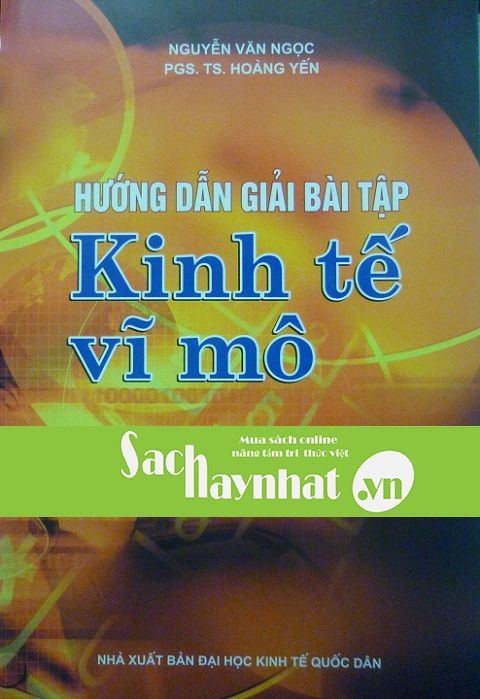 NGUYỄN VĂN NGỌC
PGS. TS. HOÀNG YẾN
HƯỚNG DẪN GIẢI BÀI TẬP
Kinh tế
vĩ mô
Mua sách online
nâng tầm tri thức việt
Sachhaynhat .vn
NHÀ XUẤT BẢN ĐẠI HỌC KINH TẾ QUỐC DÂN